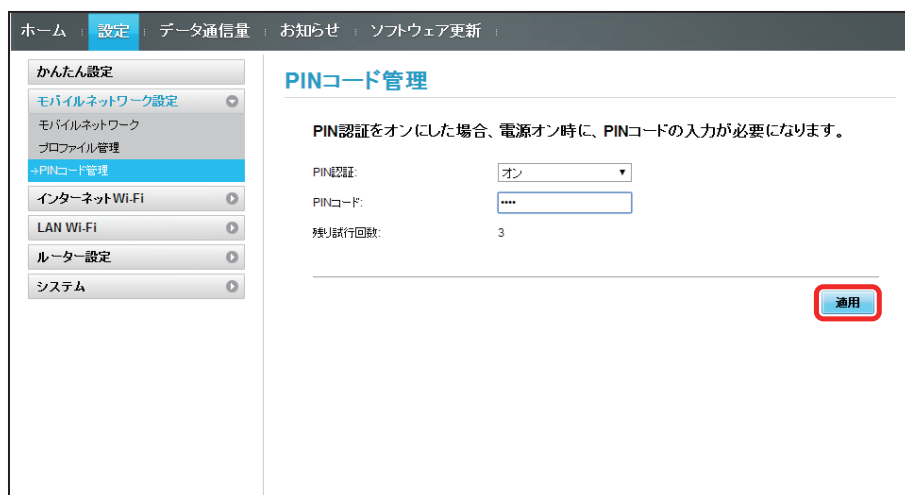 ホーム 設定 データ通信量 お知らせ ソフトウェア更新
かんたん設定
モバイルネットワーク設定
モバイルネットワーク
プロファイル管理
→PINコード管理
インターネットWi-Fi
LAN Wi-Fi
ルーター設定
システム
PINコード管理
PIN認証をオンにした場合、電源オン時に、PINコードの入力が必要になります。
PIN認証: オン
PINコード: ••••
残り試行回数: 3
適用